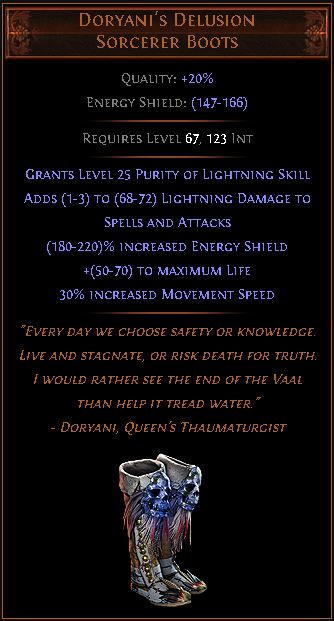 Doryani's Delusion
Sorcerer Boots
Quality: +20%
Energy Shield: (147-166)
Requires Level 67, 123 Int
Grants Level 25 Purity of Lightning Skill
Adds (1-3) to (68-72) Lightning Damage to
Spells and Attacks
(180-220)% increased Energy Shield
+(50-70) to maximum Life
30% increased Movement Speed
"Every day we choose safety or knowledge.
Live and stagnate, or risk death for truth.
I would rather see the end of the Vaal
than help it tread water."
- Doryani, Queen's Thaumaturgist